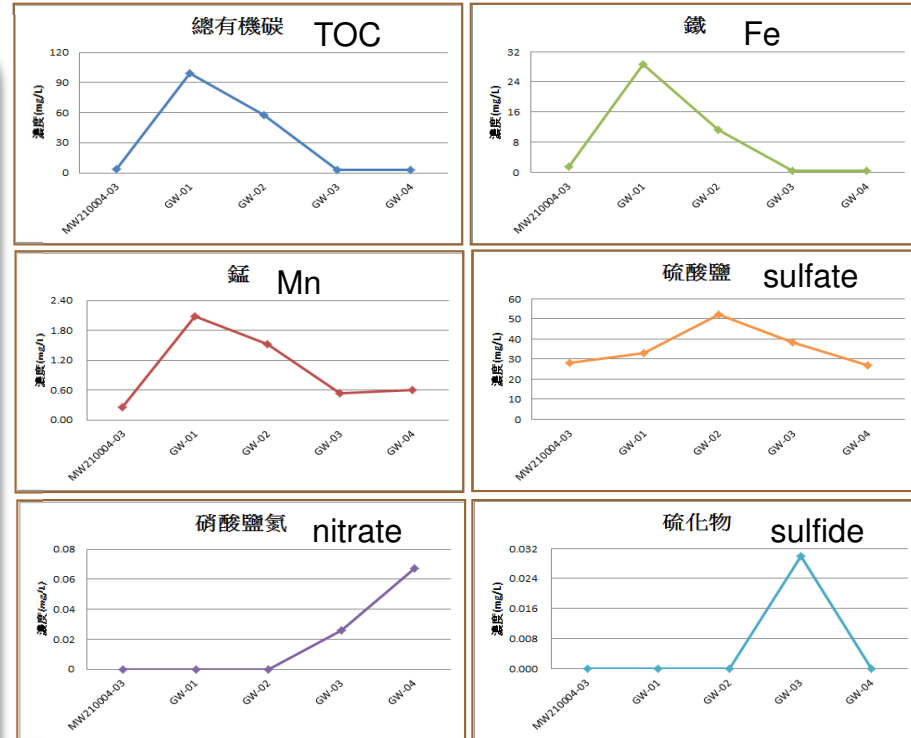 總有機碳 TOC
濃度(mg/L)
120
90
60
30
0
MW210004-03
GW-01
GW-02
GW-03
GW-04
鐵 Fe
濃度(mg/L)
32
24
16
8
0
MW210004-03
GW-01
GW-02
GW-03
GW-04
錳 Mn
濃度(mg/L)
2.40
1.80
1.20
0.60
0.00
MW210004-03
GW-01
GW-02
GW-03
GW-04
硫酸鹽 sulfate
濃度(mg/L)
60
50
40
30
20
10
0
MW210004-03
GW-01
GW-02
GW-03
GW-04
硝酸鹽氮 nitrate
濃度(mg/L)
0.08
0.06
0.04
0.02
0
MW210004-03
GW-01
GW-02
GW-03
GW-04
硫化物 sulfide
濃度(mg/L)
0.032
0.024
0.016
0.008
0.000
MW210004-03
GW-01
GW-02
GW-03
GW-04